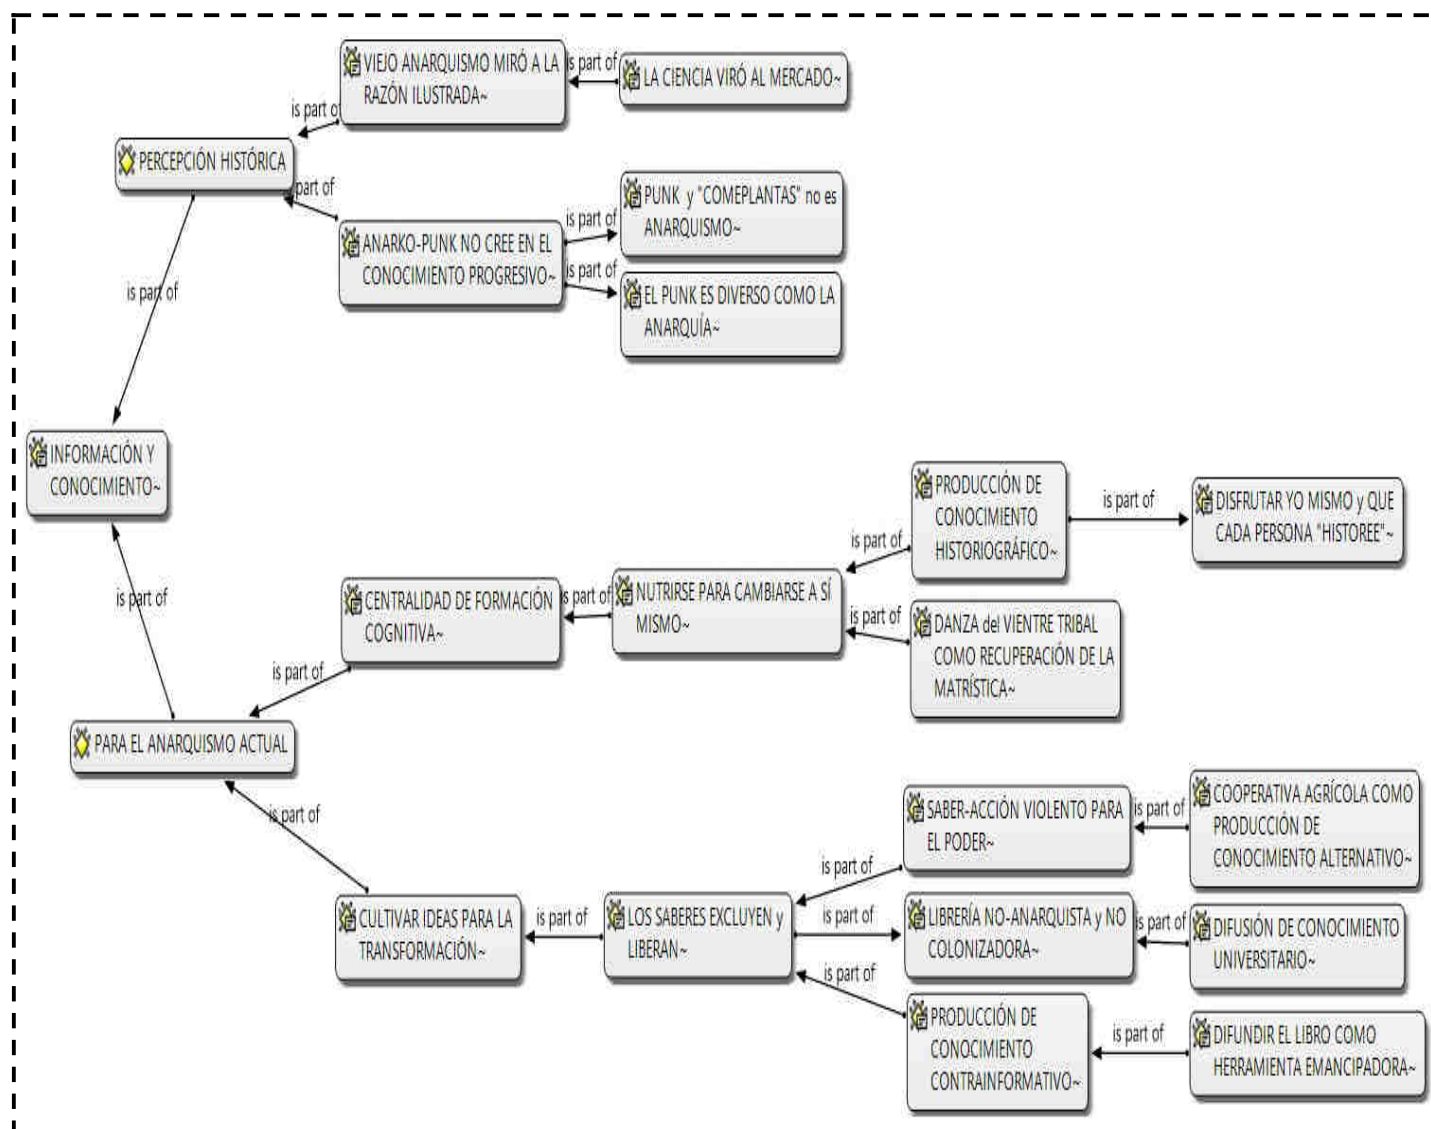 VIEJO ANARQUISMO MIRÓ A LA
RAZÓN ILUSTRADA~
is part of
LA CIENCIA VIRÓ AL MERCADO~
is part of
PERCEPCIÓN HISTÓRICA
part of
ANARKO-PUNK NO CREE EN EL
CONOCIMIENTO PROGRESIVO~
is part of
PUNK y "COMEPLANTAS" no es
ANARQUISMO~
is part of
EL PUNK ES DIVERSO COMO LA
ANARQUÍA~
is part of
INFORMACIÓN Y
CONOCIMIENTO~
is part of
PARA EL ANARQUISMO ACTUAL
is part of
CENTRALIDAD DE FORMACIÓN
COGNITIVA~
is part of
NUTRIRSE PARA CAMBIARSE A SÍ
MISMO~
is part of
PRODUCCIÓN DE
CONOCIMIENTO
HISTORIOGRÁFICO~
is part of
DISFRUTAR YO MISMO y QUE
CADA PERSONA "HISTOREE"~
is part of
DANZA del VIENTRE TRIBAL
COMO RECUPERACIÓN DE LA
MATRÍSTICA~
is part of
CULTIVAR IDEAS PARA LA
TRANSFORMACIÓN~
is part of
LOS SABERES EXCLUYEN y
LIBERAN~
is part of
SABER-ACCIÓN VIOLENTO PARA
EL PODER~
is part of
COOPERATIVA AGRÍCOLA COMO
PRODUCCIÓN DE
CONOCIMIENTO ALTERNATIVO~
is part of
LIBRERÍA NO-ANARQUISTA y NO
COLONIZADORA~
is part of
DIFUSIÓN DE CONOCIMIENTO
UNIVERSITARIO~
is part of
PRODUCCIÓN DE
CONOCIMIENTO
CONTRAINFORMATIVO~
is part of
DIFUNDIR EL LIBRO COMO
HERRAMIENTA EMANCIPADORA~